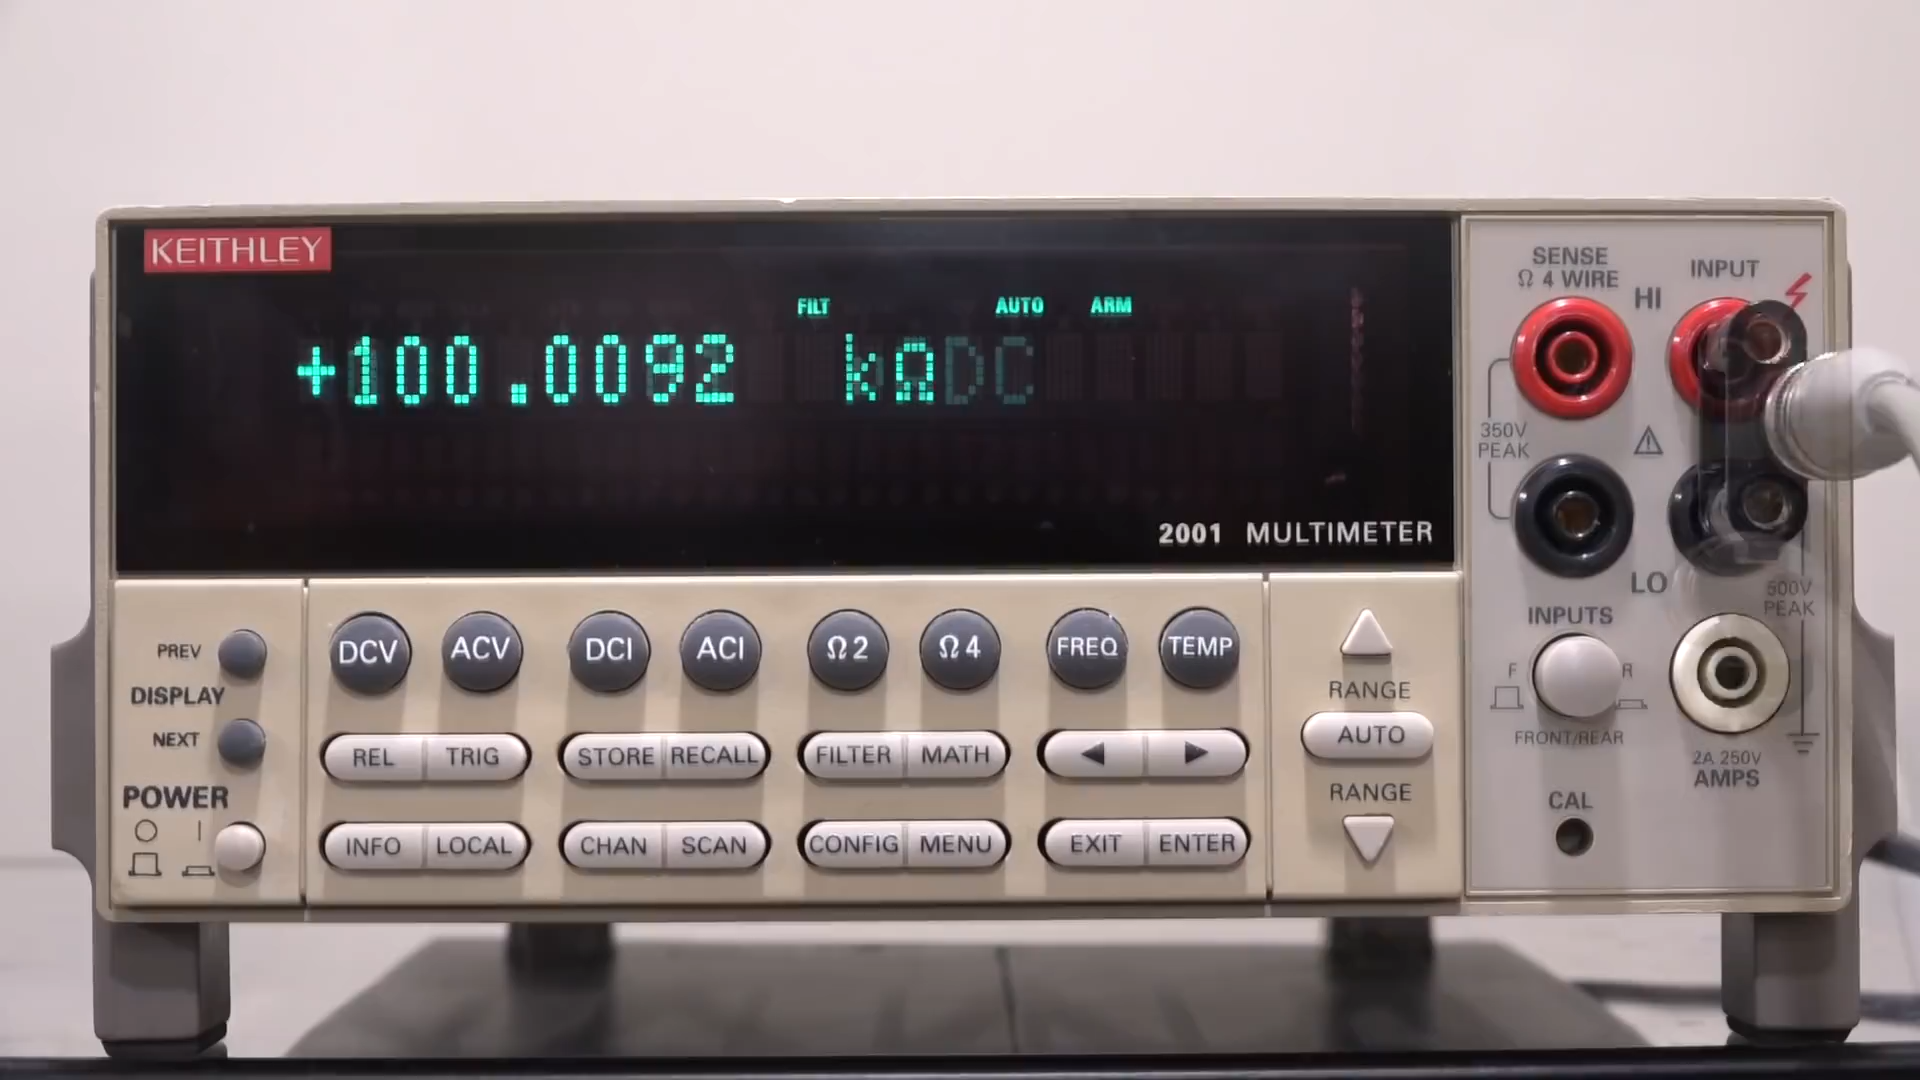 KEITHLEY
FILT AUTO ARM
+100.0092 kΩDC
2001 MULTIMETER
SENSE
Ω 4 WIRE
INPUT
HI
350V
PEAK
LO
500V
PEAK
INPUTS
F R
FRONT/REAR
2A 250V
AMPS
CAL
PREV
DISPLAY
NEXT
POWER
DCV ACV DCI ACI Ω2 Ω4 FREQ TEMP
REL TRIG STORE RECALL FILTER MATH
INFO LOCAL CHAN SCAN CONFIG MENU EXIT ENTER
RANGE
AUTO
RANGE